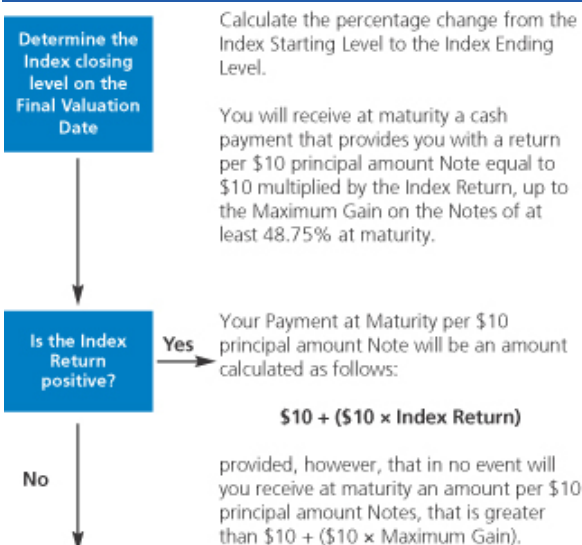 Determine the
Index closing
level on the
Final Valuation
Date
Calculate the percentage change from the
Index Starting Level to the Index Ending
Level.
You will receive at maturity a cash
payment that provides you with a return
per $10 principal amount Note equal to
$10 multiplied by the Index Return, up to
the Maximum Gain on the Notes of at
least 48.75% at maturity.
Is the Index
Return
positive?
Yes
Your Payment at Maturity per $10
principal amount Note will be an amount
calculated as follows:
$10 + ($10 × Index Return)
provided, however, that in no event will
you receive at maturity an amount per $10
principal amount Notes, that is greater
than $10 + ($10 × Maximum Gain).
No